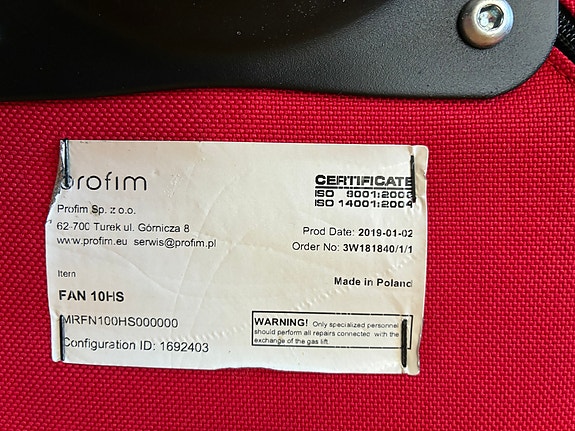 profim
CERTIFICATE
ISO 9001:2008
ISO 14001:2004
Profim Sp. z o.o.
62-700 Turek ul. Górnicza 8
www.profim.eu serwis@profim.pl
Prod Date: 2019-01-02
Order No: 3W181840/1/1
Made in Poland
Item
FAN 10HS
MRFN100HS000000
Configuration ID: 1692403
WARNING! Only specialized personnel
should perform all repairs connected with the
exchange of the gas lift.